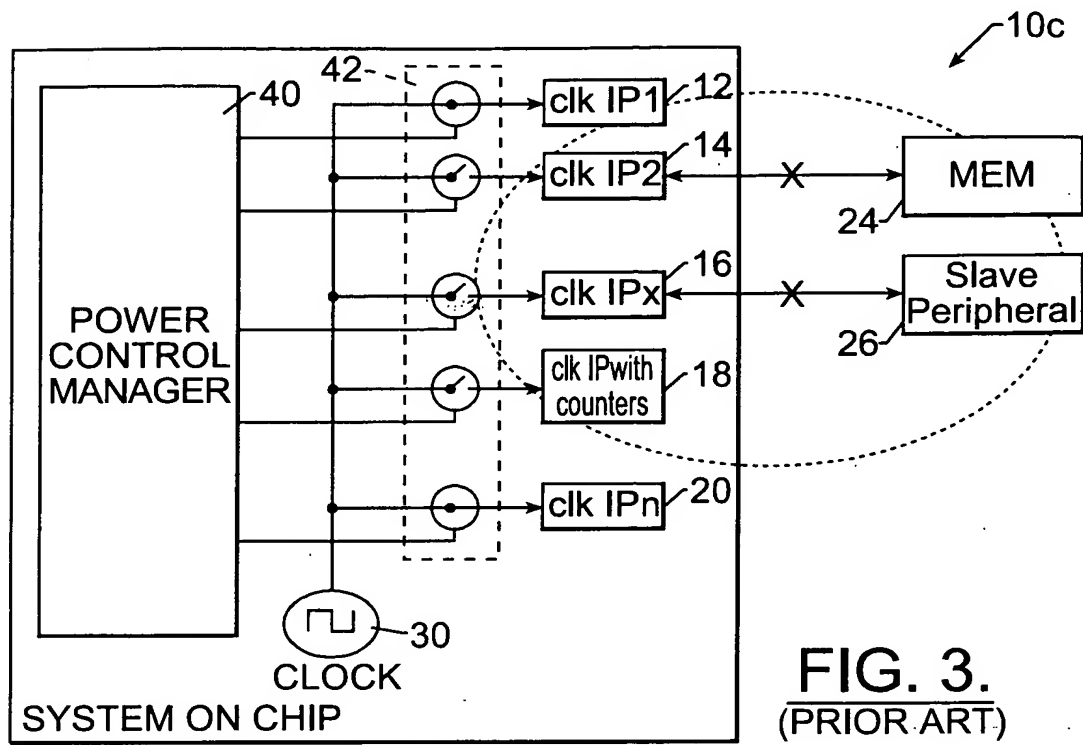 10c
42
40
clk IP1
12
clk IP2
14
X
MEM
24
clk IPx
16
X
Slave
Peripheral
26
POWER
CONTROL
MANAGER
clk IPwith
counters
18
clk IPn
20
30
CLOCK
SYSTEM ON CHIP
FIG. 3.
(PRIOR ART)